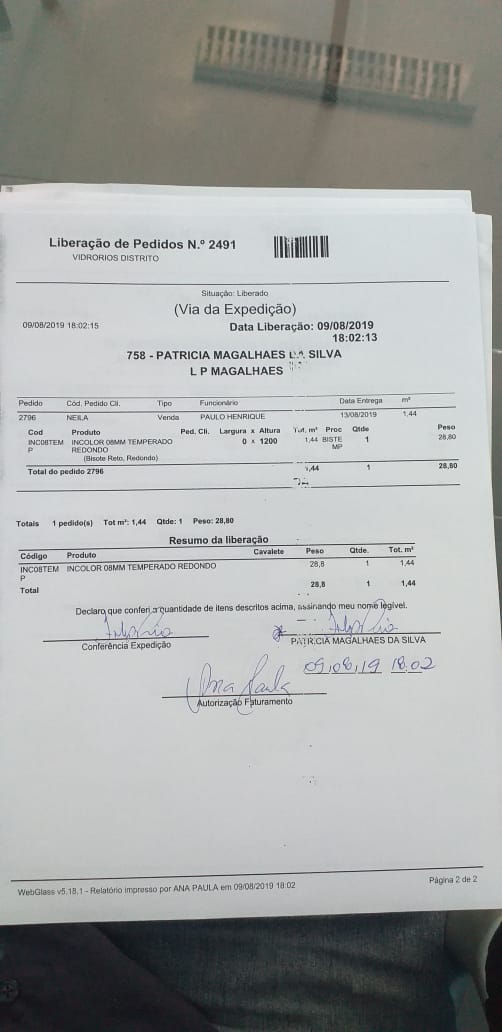 Liberação de Pedidos N.º 2491
VIDRORIOS DISTRITO
Situação: Liberado
(Via da Expedição)
09/08/2019 18:02:15
Data Liberação: 09/08/2019
18:02:13
758 - PATRICIA MAGALHAES DA SILVA
L P MAGALHAES
Pedido Cód. Pedido Cli. Tipo Funcionário Data Entrega m²
2796 NEILA Venda PAULO HENRIQUE 13/08/2019 1,44
Cod Produto Ped. Cli. Largura x Altura Tot. m² Proc Qtde Peso
INC08TEM INCOLOR 08MM TEMPERADO 0 x 1200 1,44 BISTE 1 28,80
P REDONDO MP
(Bisote Reto, Redondo)
Total do pedido 2796 1,44 1 28,80
Totais 1 pedido(s) Tot m²: 1,44 Qtde: 1 Peso: 28,80
Resumo da liberação
Código Produto Cavalete Peso Qtde. Tot. m²
INC08TEM INCOLOR 08MM TEMPERADO REDONDO 28,8 1 1,44
P
Total 28,8 1 1,44
Declaro que conferi a quantidade de itens descritos acima, assinando meu nome legível.
Conferência Expedição
PATRICIA MAGALHAES DA SILVA
09,08,19 18:02
Ana Paula
Autorização Faturamento
WebGlass v5.18.1 - Relatório impresso por ANA PAULA em 09/08/2019 18:02
Página 2 de 2